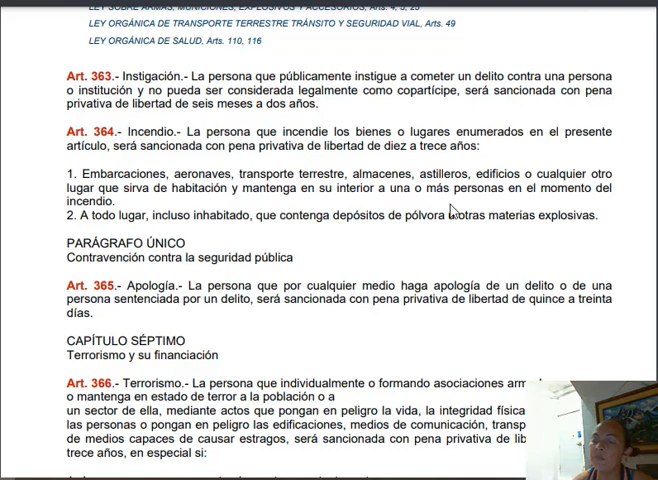 LEY SOBRE ARMAS, MUNICIONES, EXPLOSIVOS Y ACCESORIOS, Arts. 4, 5, 25
LEY ORGÁNICA DE TRANSPORTE TERRESTRE TRÁNSITO Y SEGURIDAD VIAL, Arts. 49
LEY ORGÁNICA DE SALUD, Arts. 110, 116
Art. 363.- Instigación.- La persona que públicamente instigue a cometer un delito contra una persona
o institución y no pueda ser considerada legalmente como copartícipe, será sancionada con pena
privativa de libertad de seis meses a dos años.
Art. 364.- Incendio.- La persona que incendie los bienes o lugares enumerados en el presente
artículo, será sancionada con pena privativa de libertad de diez a trece años:
1. Embarcaciones, aeronaves, transporte terrestre, almacenes, astilleros, edificios o cualquier otro
lugar que sirva de habitación y mantenga en su interior a una o más personas en el momento del
incendio.
2. A todo lugar, incluso inhabitado, que contenga depósitos de pólvora u otras materias explosivas.
PARÁGRAFO ÚNICO
Contravención contra la seguridad pública
Art. 365.- Apología.- La persona que por cualquier medio haga apología de un delito o de una
persona sentenciada por un delito, será sancionada con pena privativa de libertad de quince a treinta
días.
CAPÍTULO SÉPTIMO
Terrorismo y su financiación
Art. 366.- Terrorismo.- La persona que individualmente o formando asociaciones
o mantenga en estado de terror a la población o a
un sector de ella, mediante actos que pongan en peligro la vida, la integridad física
las personas o pongan en peligro las edificaciones, medios de comunicación,
de medios capaces de causar estragos, será sancionada con pena privativa de
trece años, en especial si: